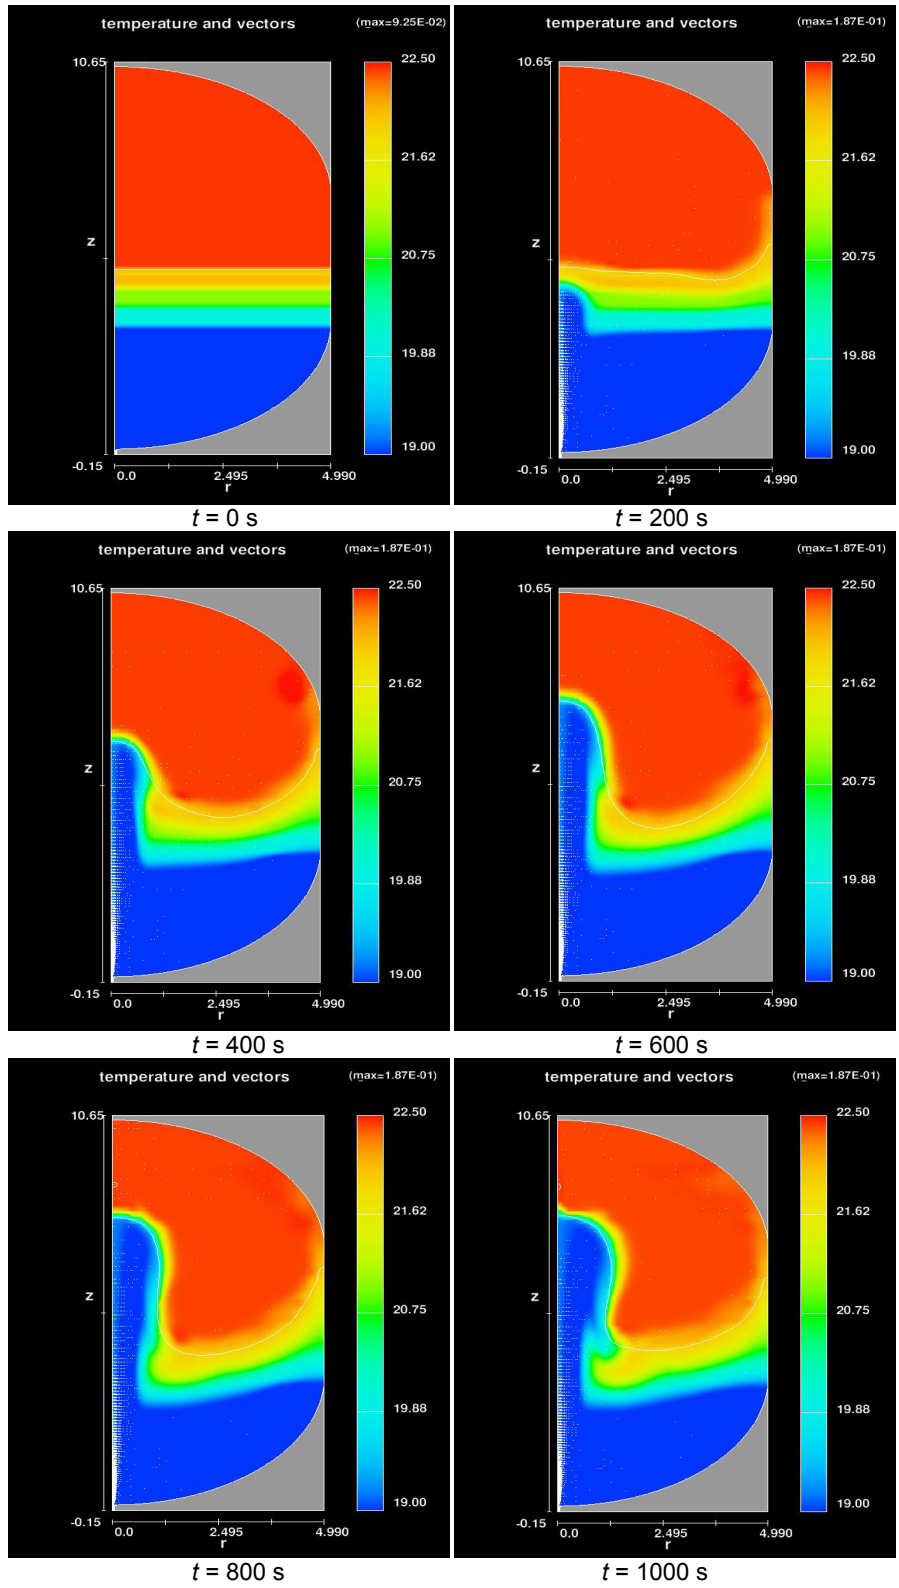 temperature and vectors (max=9.25E-02)
10.65
22.50
21.62
z
20.75
19.88
19.00
-0.15
0.0 2.495 4.990
r
t = 0 s
temperature and vectors (max=1.87E-01)
10.65
22.50
21.62
z
20.75
19.88
19.00
-0.15
0.0 2.495 4.990
r
t = 200 s
temperature and vectors (max=1.87E-01)
10.65
22.50
21.62
z
20.75
19.88
19.00
-0.15
0.0 2.495 4.990
r
t = 400 s
temperature and vectors (max=1.87E-01)
10.65
22.50
21.62
z
20.75
19.88
19.00
-0.15
0.0 2.495 4.990
r
t = 600 s
temperature and vectors (max=1.87E-01)
10.65
22.50
21.62
z
20.75
19.88
19.00
-0.15
0.0 2.495 4.990
r
t = 800 s
temperature and vectors (max=1.87E-01)
10.65
22.50
21.62
z
20.75
19.88
19.00
-0.15
0.0 2.495 4.990
r
t = 1000 s